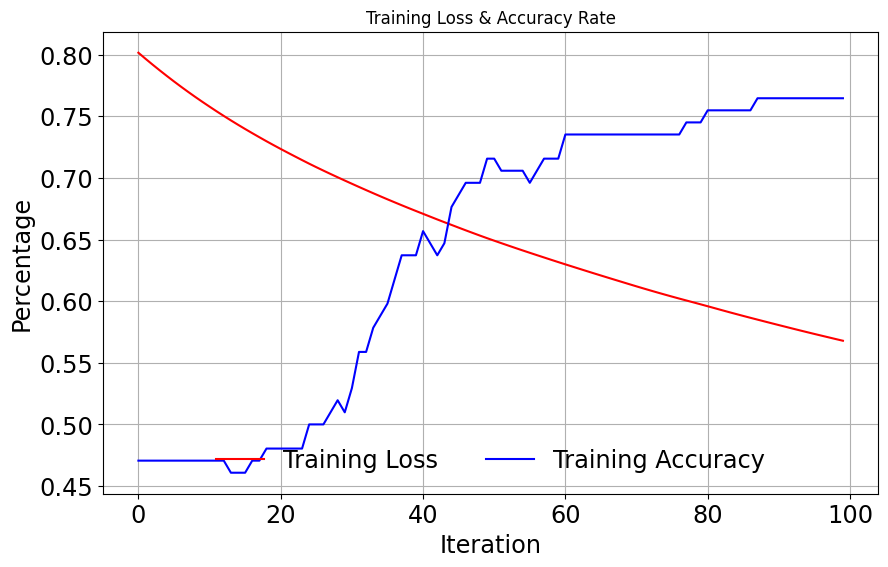 Training Loss & Accuracy Rate
Percentage
0.80
0.75
0.70
0.65
0.60
0.55
0.50
0.45
Training Loss
Training Accuracy
0 20 40 60 80 100
Iteration